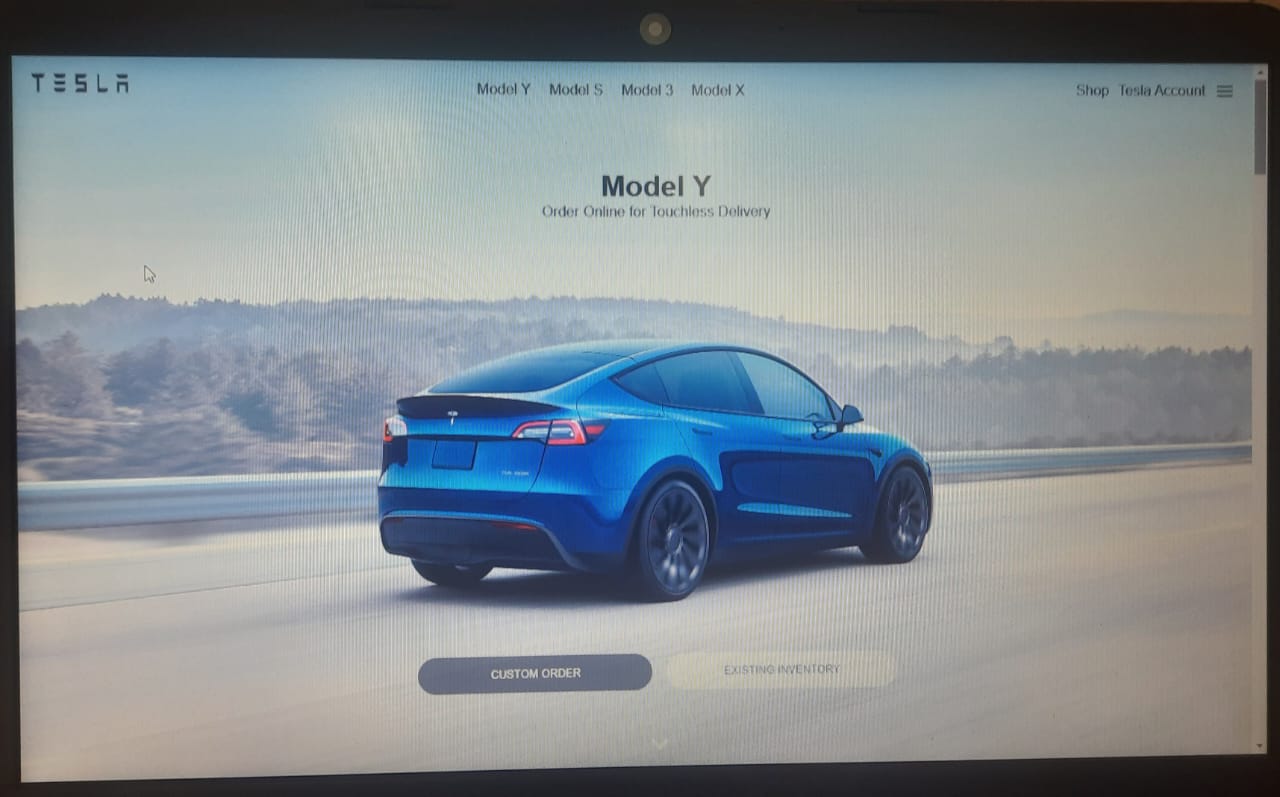 TESLA
Model Y Model S Model 3 Model X
Shop Tesla Account
Model Y
Order Online for Touchless Delivery
CUSTOM ORDER
EXISTING INVENTORY